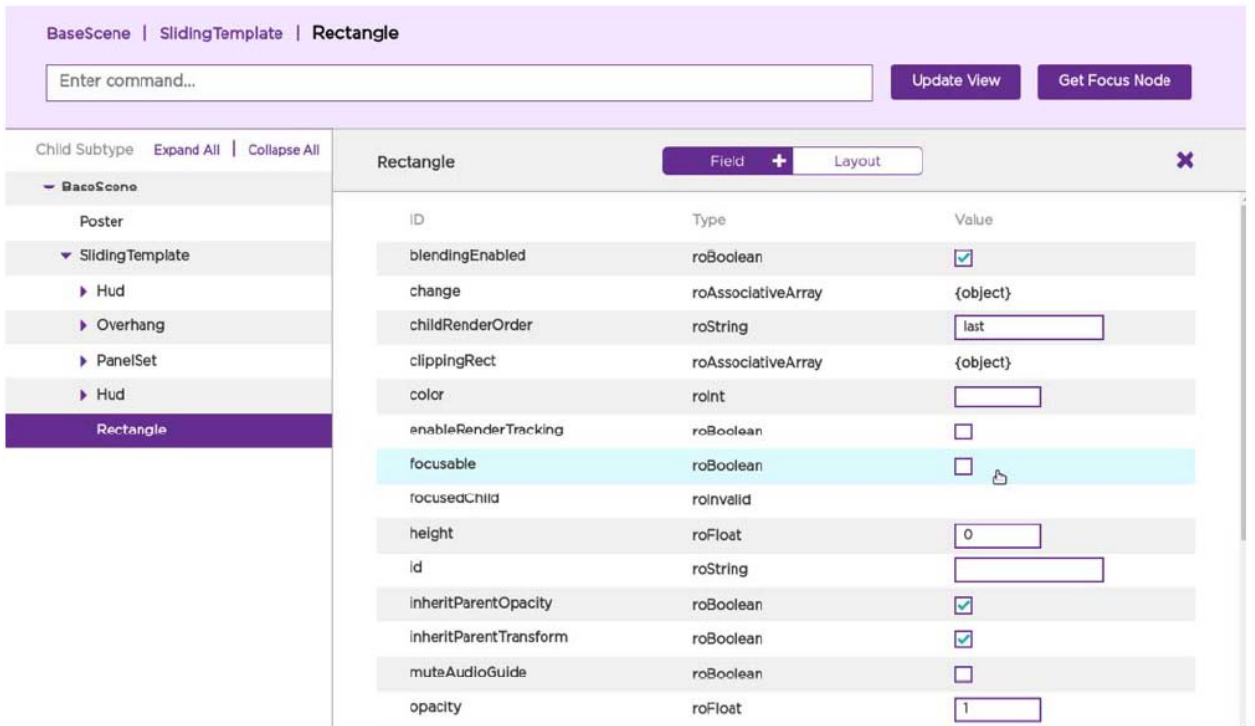 BaseScene | SlidingTemplate | Rectangle
Enter command...
Update View
Get Focus Node
Child Subtype Expand All | Collapse All
BaseScene
Poster
SlidingTemplate
Hud
Overhang
PanelSet
Hud
Rectangle
Rectangle
Field + Layout
ID Type Value
blendingEnabled roBoolean
change roAssociativeArray {object}
childRenderOrder roString last
clippingRect roAssociativeArray {object}
color roInt
enableRenderTracking roBoolean
focusable roBoolean
focusedChild roInvalid
height roFloat 0
id roString
inheritParentOpacity roBoolean
inheritParentTransform roBoolean
muteAudioGuide roBoolean
opacity roFloat 1